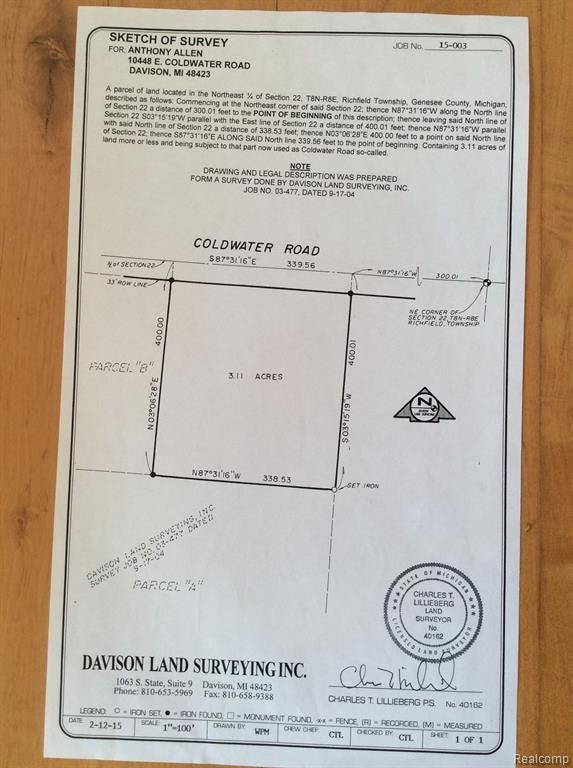 SKETCH OF SURVEY
JOB No. 15-003
FOR: ANTHONY ALLEN
10448 E. COLDWATER ROAD
DAVISON, MI 48423
A parcel of land located in the Northeast ¼ of Section 22, T8N-R8E, Richfield Township, Genesee County, Michigan,
described as follows: Commencing at the Northeast corner of said Section 22; thence N87°31'16"W along the North line
of Section 22 a distance of 300.01 feet to the POINT OF BEGINNING of this description; thence leaving said North line of
Section 22 S03°15'19"W parallel with the East line of Section 22 a distance of 400.01 feet; thence N87°31'16"W parallel
with said North line of Section 22 a distance of 338.53 feet; thence N03°06'28"E 400.00 feet to a point on said North line
of Section 22; thence S87°31'16"E ALONG SAID North line 339.56 feet to the point of beginning. Containing 3.11 acres of
land more or less and being subject to that part now used as Coldwater Road so-called.
NOTE
DRAWING AND LEGAL DESCRIPTION WAS PREPARED
FORM A SURVEY DONE BY DAVISON LAND SURVEYING, INC.
JOB NO. 03-477, DATED 9-17-04
COLDWATER ROAD
S87°31'16"E 339.56
of SECTION 22
N87°31'16"W 300.01
33' ROW LINE
NE CORNER OF
SECTION 22, T8N-R8E
RICHFIELD, TOWNSHIP
400.00
N03°06'28"E
400.01
S03°15'19"W
PARCEL "B"
3.11 ACRES
N
N87°31'16"W 338.53
SET IRON
DAVISON LAND SURVEYING, INC.
SURVEY JOB NO. 03-477 DATED
9-17-04
PARCEL "A"
STATE OF MICHIGAN
CHARLES T.
LILLIEBERG
LAND
SURVEYOR
No.
40162
LICENSED LAND SURVEYOR
DAVISON LAND SURVEYING INC.
1063 S. State, Suite 9 Davison, MI 48423
Phone: 810-653-5969 Fax: 810-658-9388
CHARLES T. LILLIEBERG P.S. No. 40162
LEGEND: O = IRON SET, ● = IRON FOUND, □ = MONUMENT FOUND, -x-x- = FENCE, (R) = RECORDED, (M) = MEASURED
DATE: 2-12-15 SCALE: 1"=100' DRAWN BY: WPM CREW CHIEF: CTL CHECKED BY: CTL SHEET: 1 OF 1
Realcomp